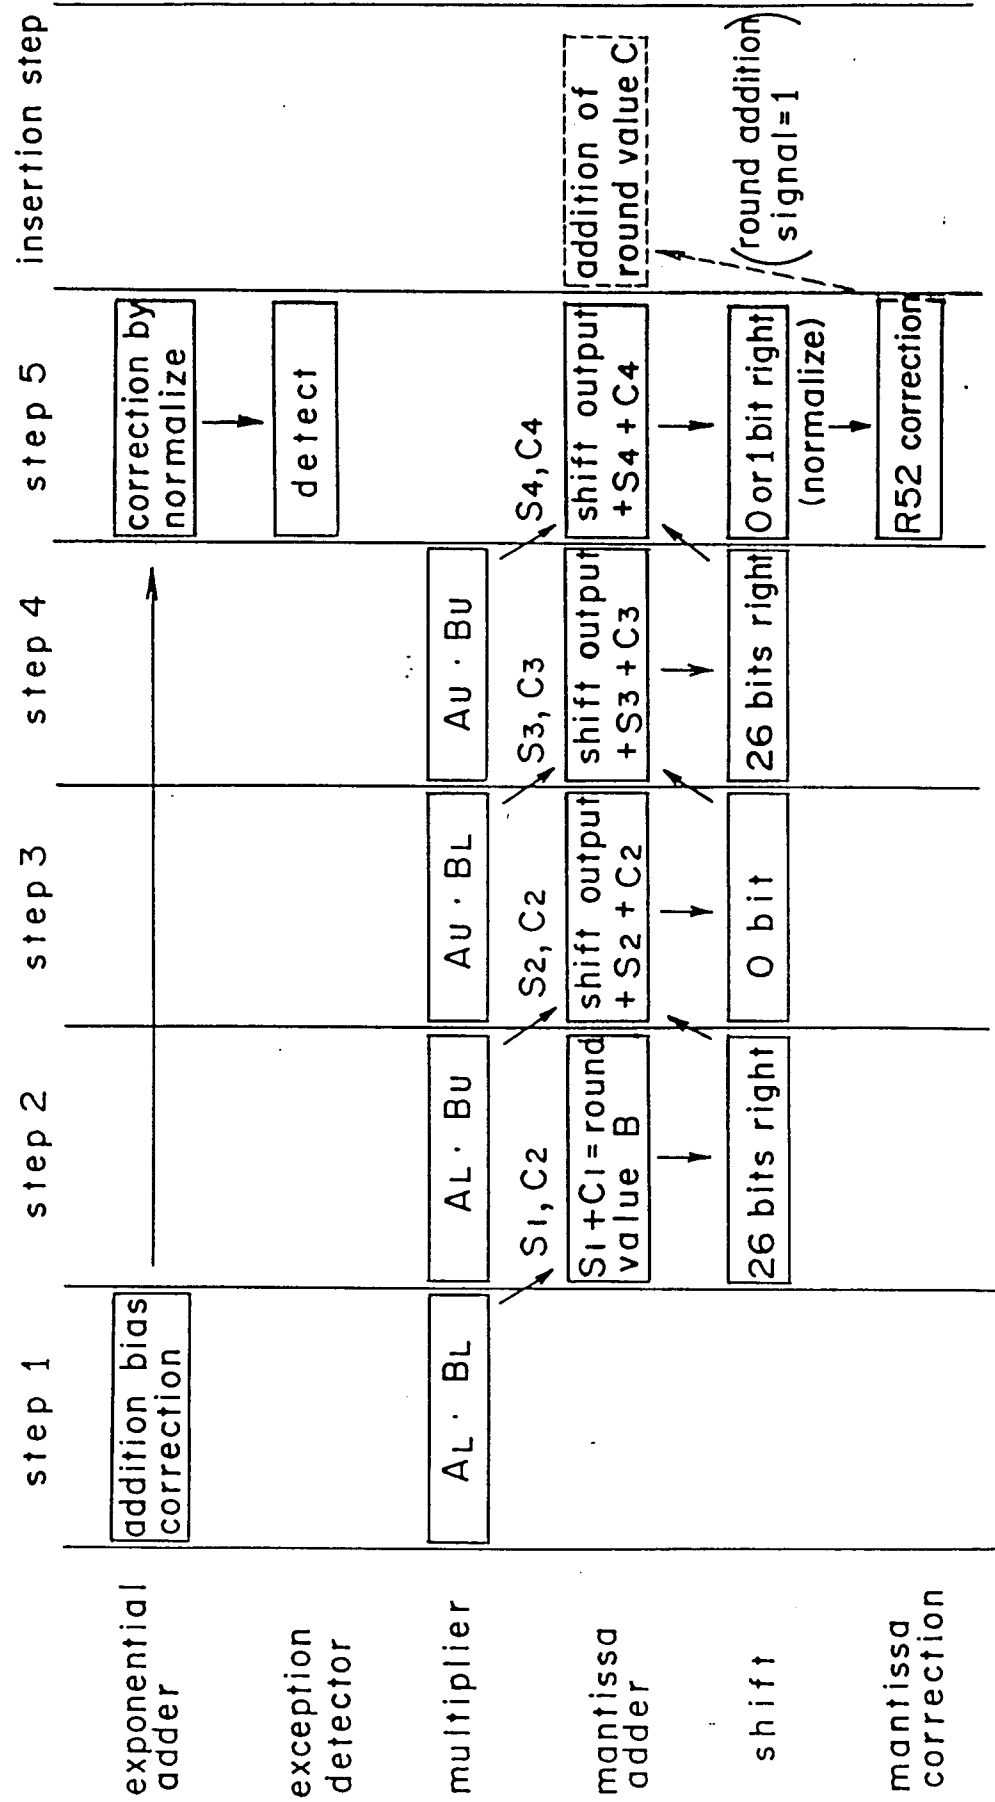 step 1
step 2
step 3
step 4
step 5
insertion step
exponential
adder
addition bias
correction
correction by
normalize
exception
detector
detect
multiplier
AL · BL
AL · BU
AU · BL
AU · BU
S1, C2
S2, C2
S3, C3
S4, C4
mantissa
adder
S1+C1=round
value B
shift output
+S2+C2
shift output
+S3+C3
shift output
+S4+C4
addition of
round value C
shift
26 bits right
0 bit
26 bits right
0 or 1 bit right
(normalize)
(round addition
signal=1)
mantissa
correction
R52 correction